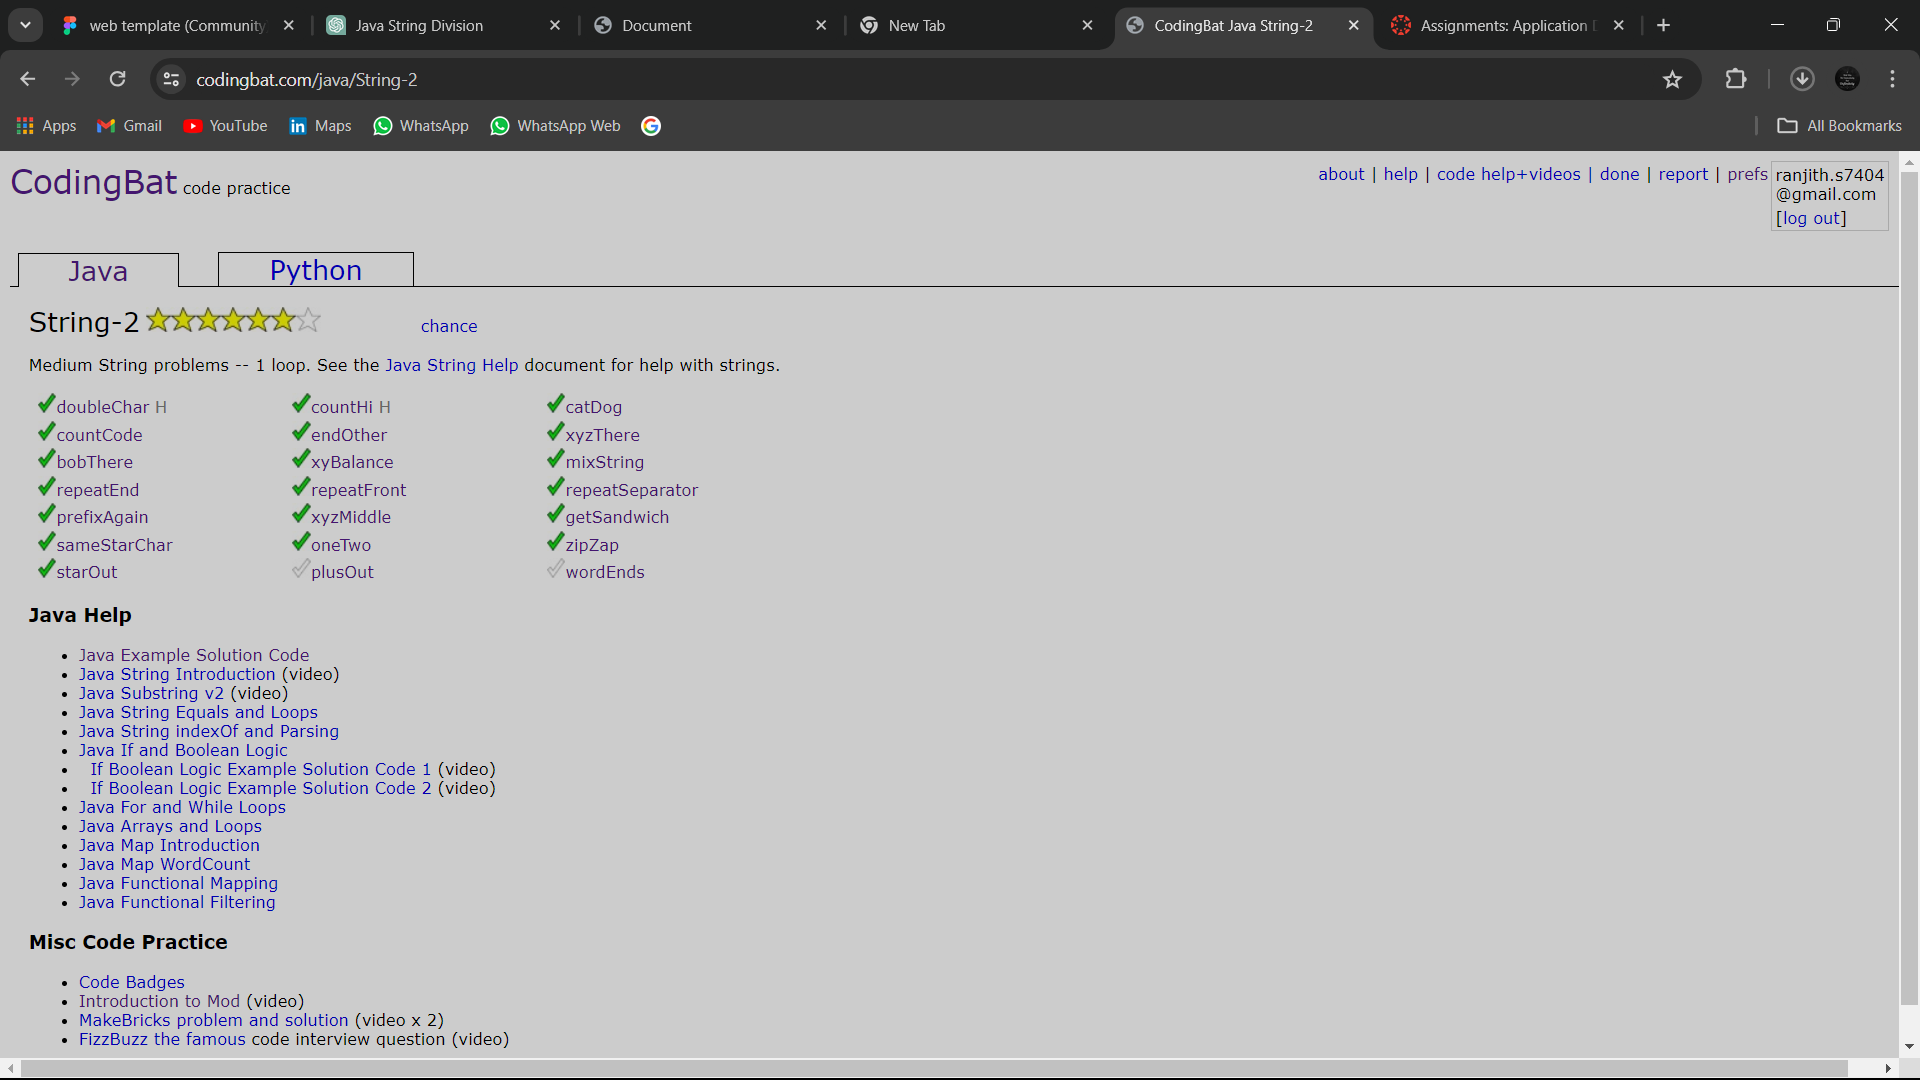 web template (Community
Java String Division
Document
New Tab
CodingBat Java String-2
Assignments: Application
codingbat.com/java/String-2
Apps
Gmail
YouTube
Maps
WhatsApp
WhatsApp Web
All Bookmarks
CodingBat code practice
about | help | code help+videos | done | report | prefs
ranjith.s7404
@gmail.com
[log out]
Java
Python
String-2
chance
Medium String problems -- 1 loop. See the Java String Help document for help with strings.
doubleChar H countHi H catDog
countCode endOther xyzThere
bobThere xyBalance mixString
repeatEnd repeatFront repeatSeparator
prefixAgain xyzMiddle getSandwich
sameStarChar oneTwo zipZap
starOut plusOut wordEnds
Java Help
Java Example Solution Code
Java String Introduction (video)
Java Substring v2 (video)
Java String Equals and Loops
Java String indexOf and Parsing
Java If and Boolean Logic
If Boolean Logic Example Solution Code 1 (video)
If Boolean Logic Example Solution Code 2 (video)
Java For and While Loops
Java Arrays and Loops
Java Map Introduction
Java Map WordCount
Java Functional Mapping
Java Functional Filtering
Misc Code Practice
Code Badges
Introduction to Mod (video)
MakeBricks problem and solution (video x 2)
FizzBuzz the famous code interview question (video)